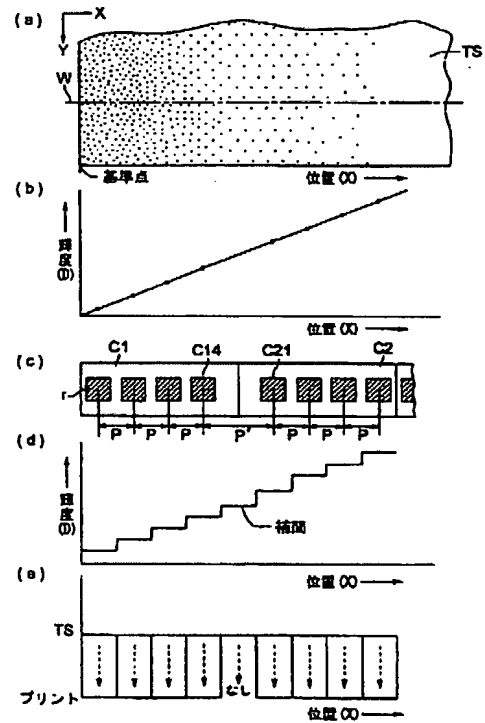 (a)
X
Y
W
TS
基準点
位置(X)
(b)
輝度(D)
位置(X)
(c)
C1
C14
C21
C2
r
P P P P' P P P
(d)
輝度(D)
補間
位置(X)
(e)
TS
なし
プリント
位置(X)